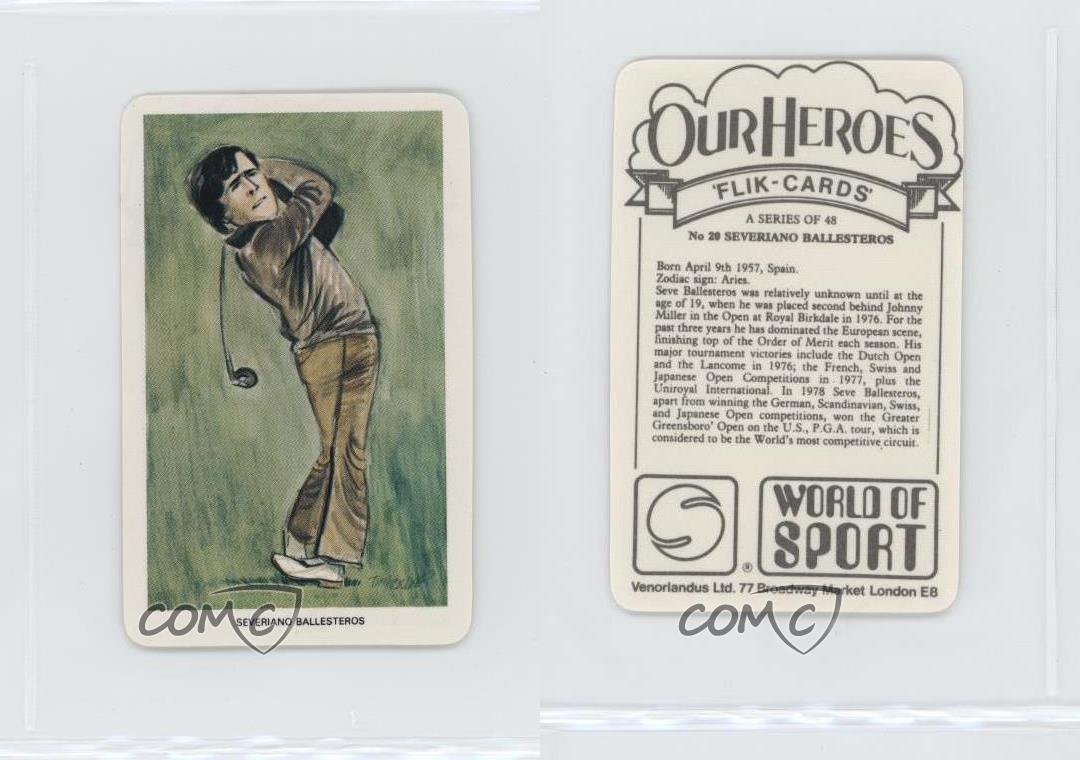 SEVERIANO BALLESTEROS
COMC
OUR HEROES
'FLIK-CARDS'
A SERIES OF 48
No 20 SEVERIANO BALLESTEROS
Born April 9th 1957, Spain.
Zodiac sign: Aries.
Seve Ballesteros was relatively unknown until at the
age of 19, when he was placed second behind Johnny
Miller in the Open at Royal Birkdale in 1976. For the
past three years he has dominated the European scene,
finishing top of the Order of Merit each season. His
major tournament victories include the Dutch Open
and the Lancome in 1976; the French, Swiss and
Japanese Open Competitions in 1977, plus the
Uniroyal International. In 1978 Seve Ballesteros,
apart from winning the German, Scandinavian, Swiss,
and Japanese Open competitions, won the Greater
Greensboro' Open on the U.S., P.G.A. tour, which is
considered to be the World's most competitive circuit.
WORLD OF
SPORT
®
Venorlandus Ltd. 77 Broadway Market London E8
COMC